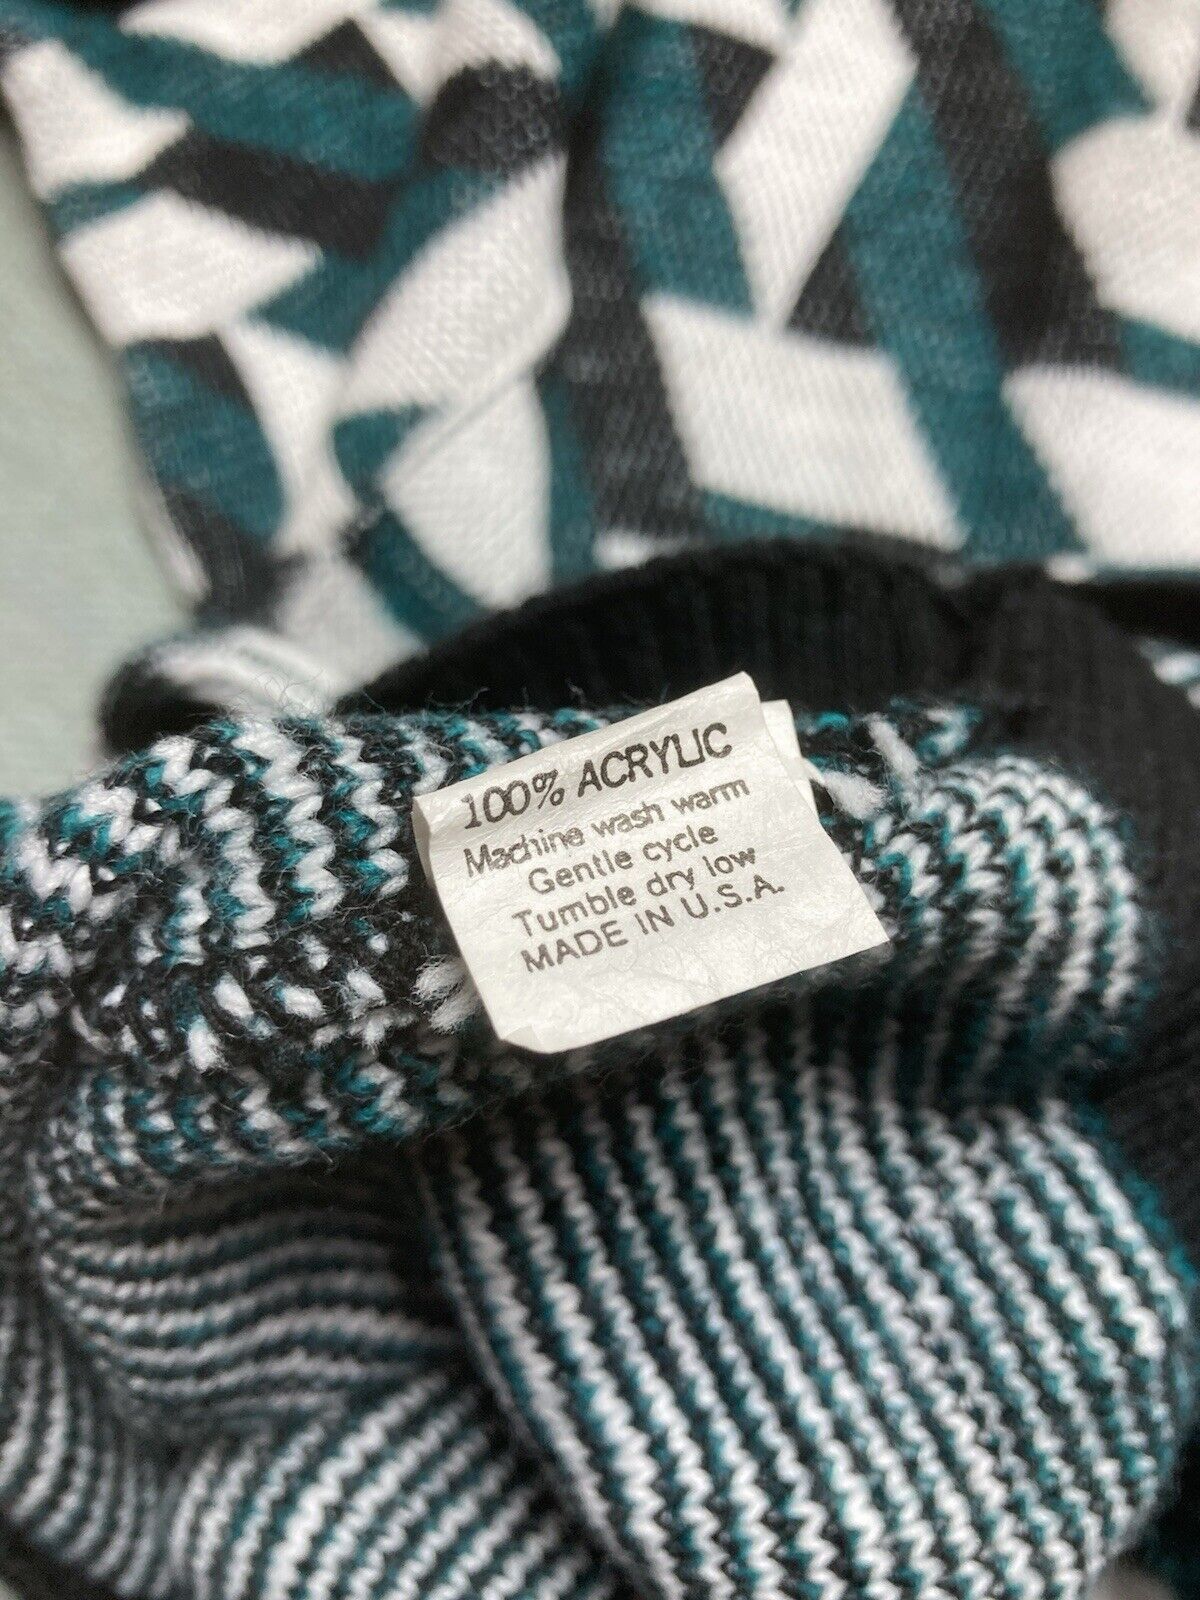 100% ACRYLIC
Machine wash warm
Gentle cycle
Tumble dry low
MADE IN U.S.A.